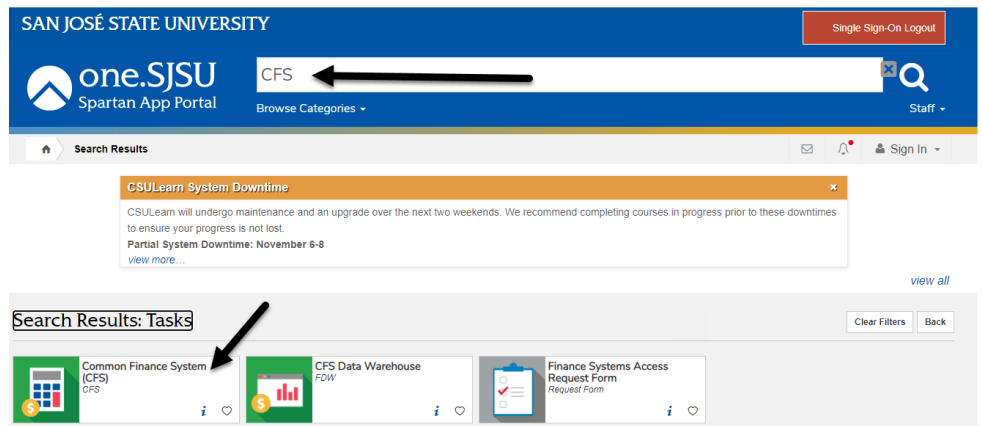 SAN JOSÉ STATE UNIVERSITY
Single Sign-On Logout
one.SJSU
Spartan App Portal
CFS
Browse Categories
Staff
Search Results
Sign In
CSULearn System Downtime
CSULearn will undergo maintenance and an upgrade over the next two weekends. We recommend completing courses in progress prior to these downtimes
to ensure your progress is not lost.
Partial System Downtime: November 6-8
view more...
view all
Search Results: Tasks
Clear Filters
Back
Common Finance System
(CFS)
CFS
i
CFS Data Warehouse
FDW
i
Finance Systems Access
Request Form
Request Form
i